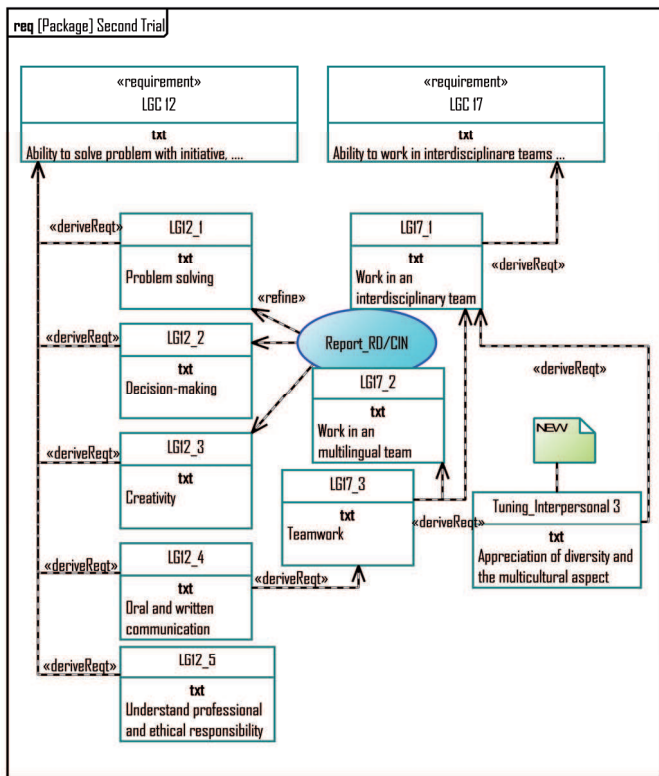 req [Package] Second Trial
«requirement»
LGC 12
txt
Ability to solve problem with initiative, ....
«requirement»
LGC 17
txt
Ability to work in interdisciplinare teams ...
«deriveReqt»
LG12_1
txt
Problem solving
LG17_1
txt
Work in an
interdisciplinary team
«deriveReqt»
«refine»
Report_RD/CIN
«deriveReqt»
LG12_2
txt
Decision-making
LG17_2
txt
Work in an
multilingual team
«deriveReqt»
NEW
«deriveReqt»
LG12_3
txt
Creativity
LG17_3
txt
Teamwork
«deriveReqt»
Tuning_Interpersonal 3
txt
Appreciation of diversity and
the multicultural aspect
«deriveReqt»
LG12_4
txt
Oral and written
communication
«deriveReqt»
«deriveReqt»
LG12_5
txt
Understand professional
and ethical responsibility